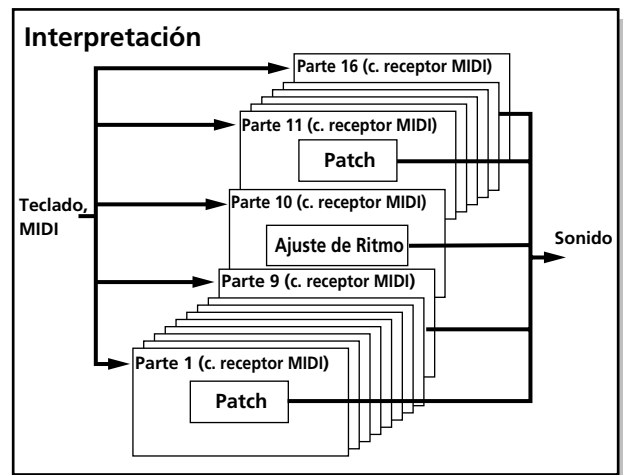 Interpretación
Parte 16 (c. receptor MIDI)
Parte 11 (c. receptor MIDI)
Patch
Parte 10 (c. receptor MIDI)
Teclado,
MIDI
Ajuste de Ritmo
Sonido
Parte 9 (c. receptor MIDI)
Parte 1 (c. receptor MIDI)
Patch